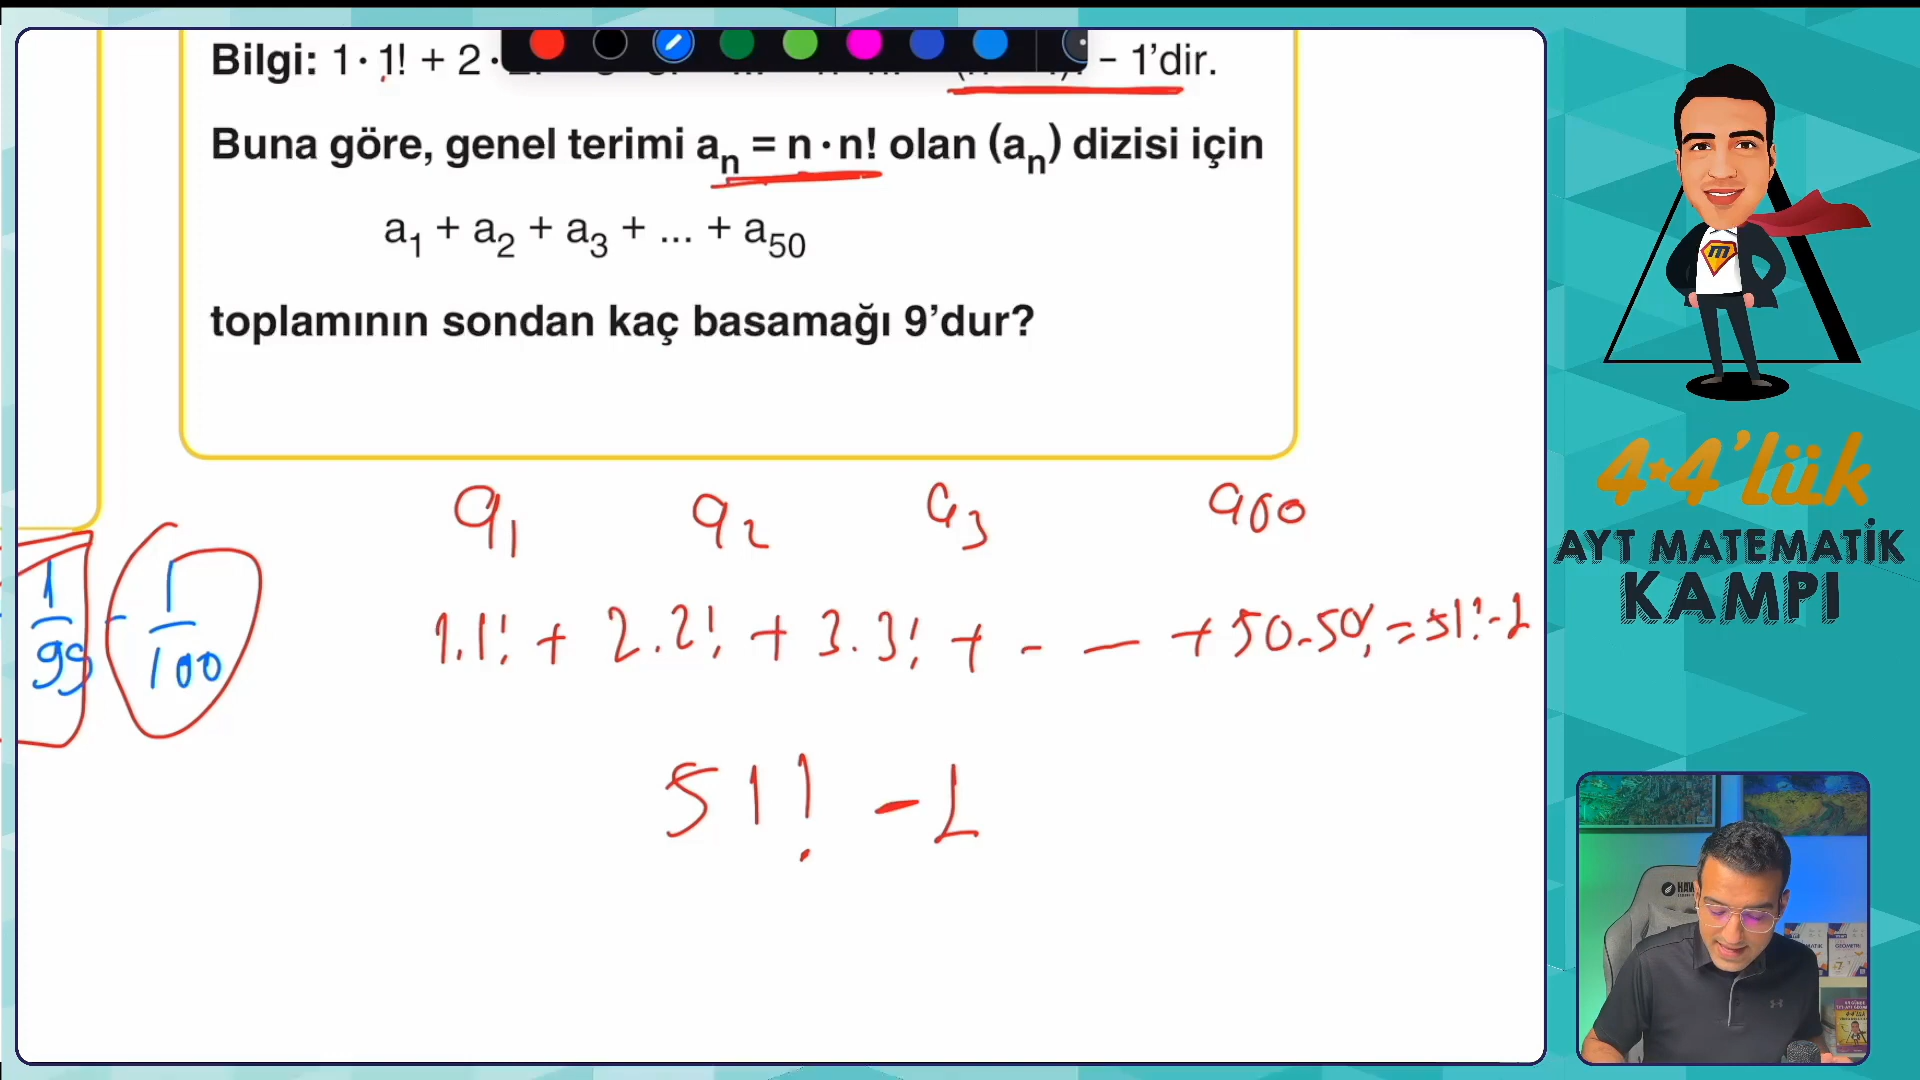 Bilgi: 1 · 1! + 2 · − 1’dir.
Buna göre, genel terimi aₙ = n · n! olan (aₙ) dizisi için
a₁ + a₂ + a₃ + ... + a₅₀
toplamının sondan kaç basamağı 9’dur?
a₁ a₂ a₃ a₅₀
1.1! + 2.2! + 3.3! + - — + 50.50! = 51! - 1
1/99 - 1/100
51! - 1
4*4’lük
AYT MATEMATİK
KAMPI